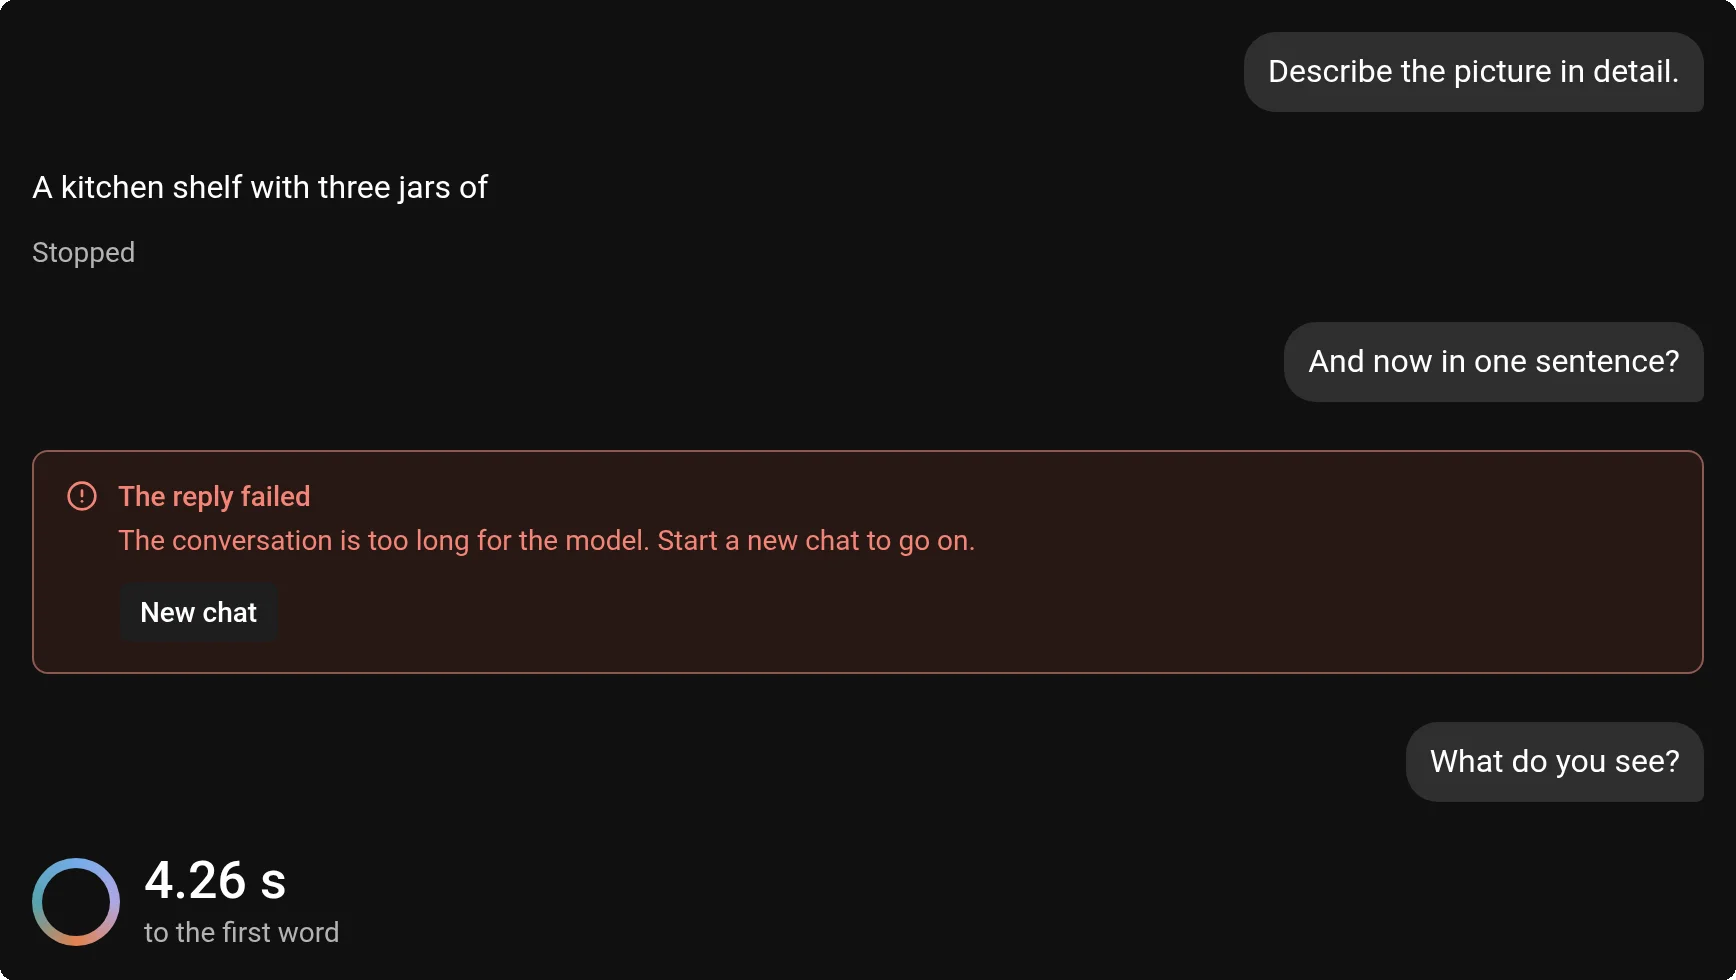 Describe the picture in detail.
A kitchen shelf with three jars of
Stopped
And now in one sentence?
The reply failed
The conversation is too long for the model. Start a new chat to go on.
New chat
What do you see?
4.26 s
to the first word